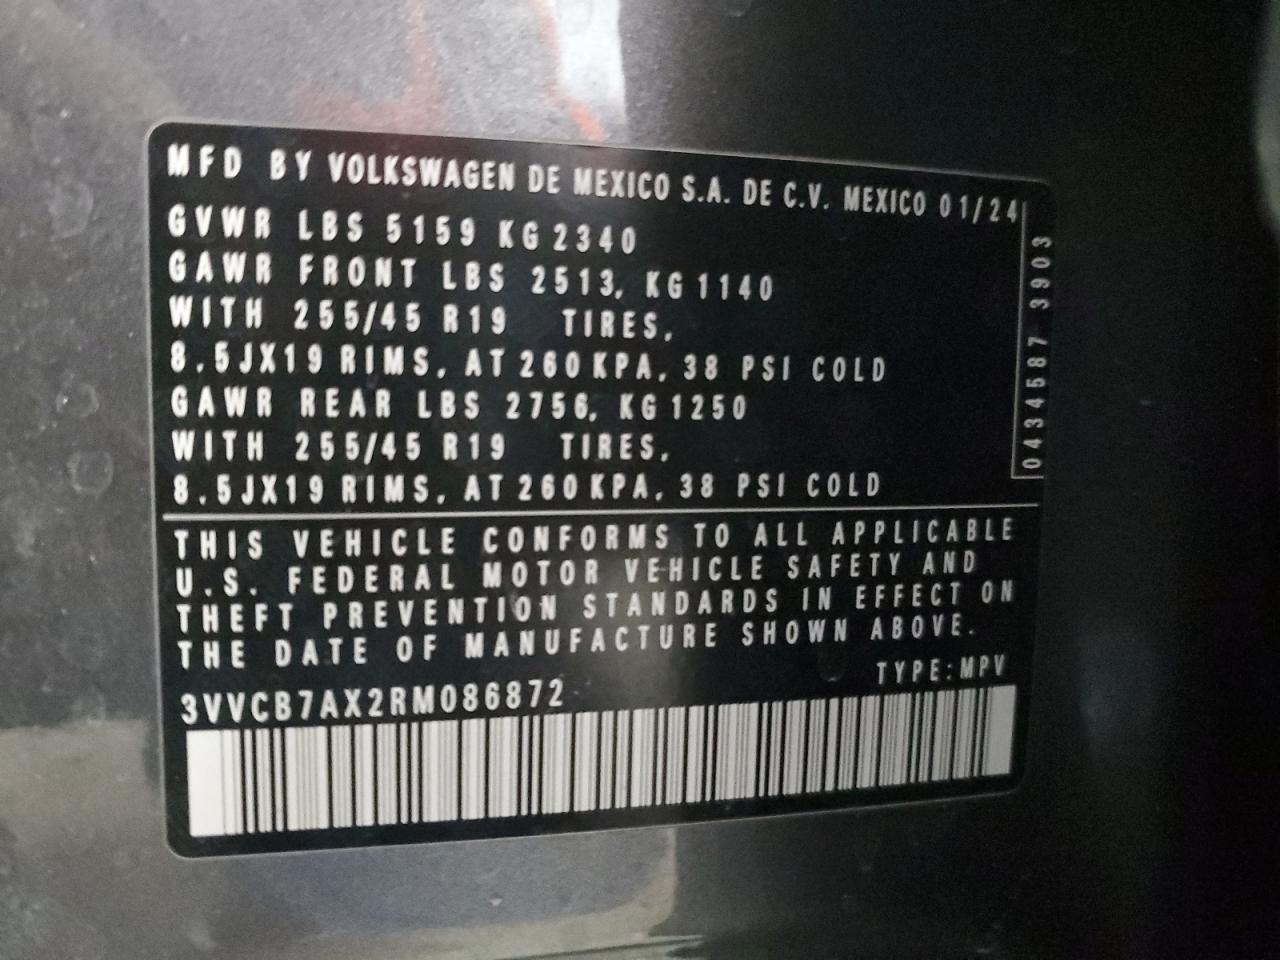 MFD BY VOLKSWAGEN DE MEXICO S.A. DE C.V. MEXICO 01/24
GVWR LBS 5159 KG 2340
GAWR FRONT LBS 2513, KG 1140
WITH 255/45 R19 TIRES,
8.5JX19 RIMS, AT 260 KPA, 38 PSI COLD
GAWR REAR LBS 2756, KG 1250
WITH 255/45 R19 TIRES,
8.5JX19 RIMS, AT 260 KPA, 38 PSI COLD
0434587 3903
THIS VEHICLE CONFORMS TO ALL APPLICABLE
U.S. FEDERAL MOTOR VEHICLE SAFETY AND
THEFT PREVENTION STANDARDS IN EFFECT ON
THE DATE OF MANUFACTURE SHOWN ABOVE.
TYPE:MPV
3VVCB7AX2RM086872